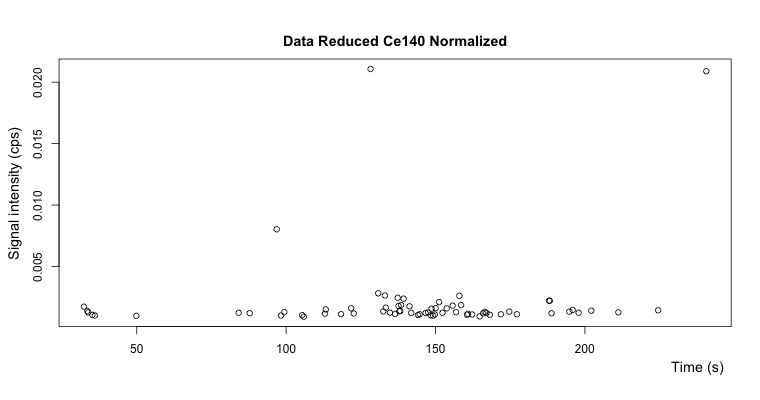 Data Reduced Ce140 Normalized
Signal intensity (cps)
0.020
0.015
0.010
0.005
50 100 150 200
Time (s)